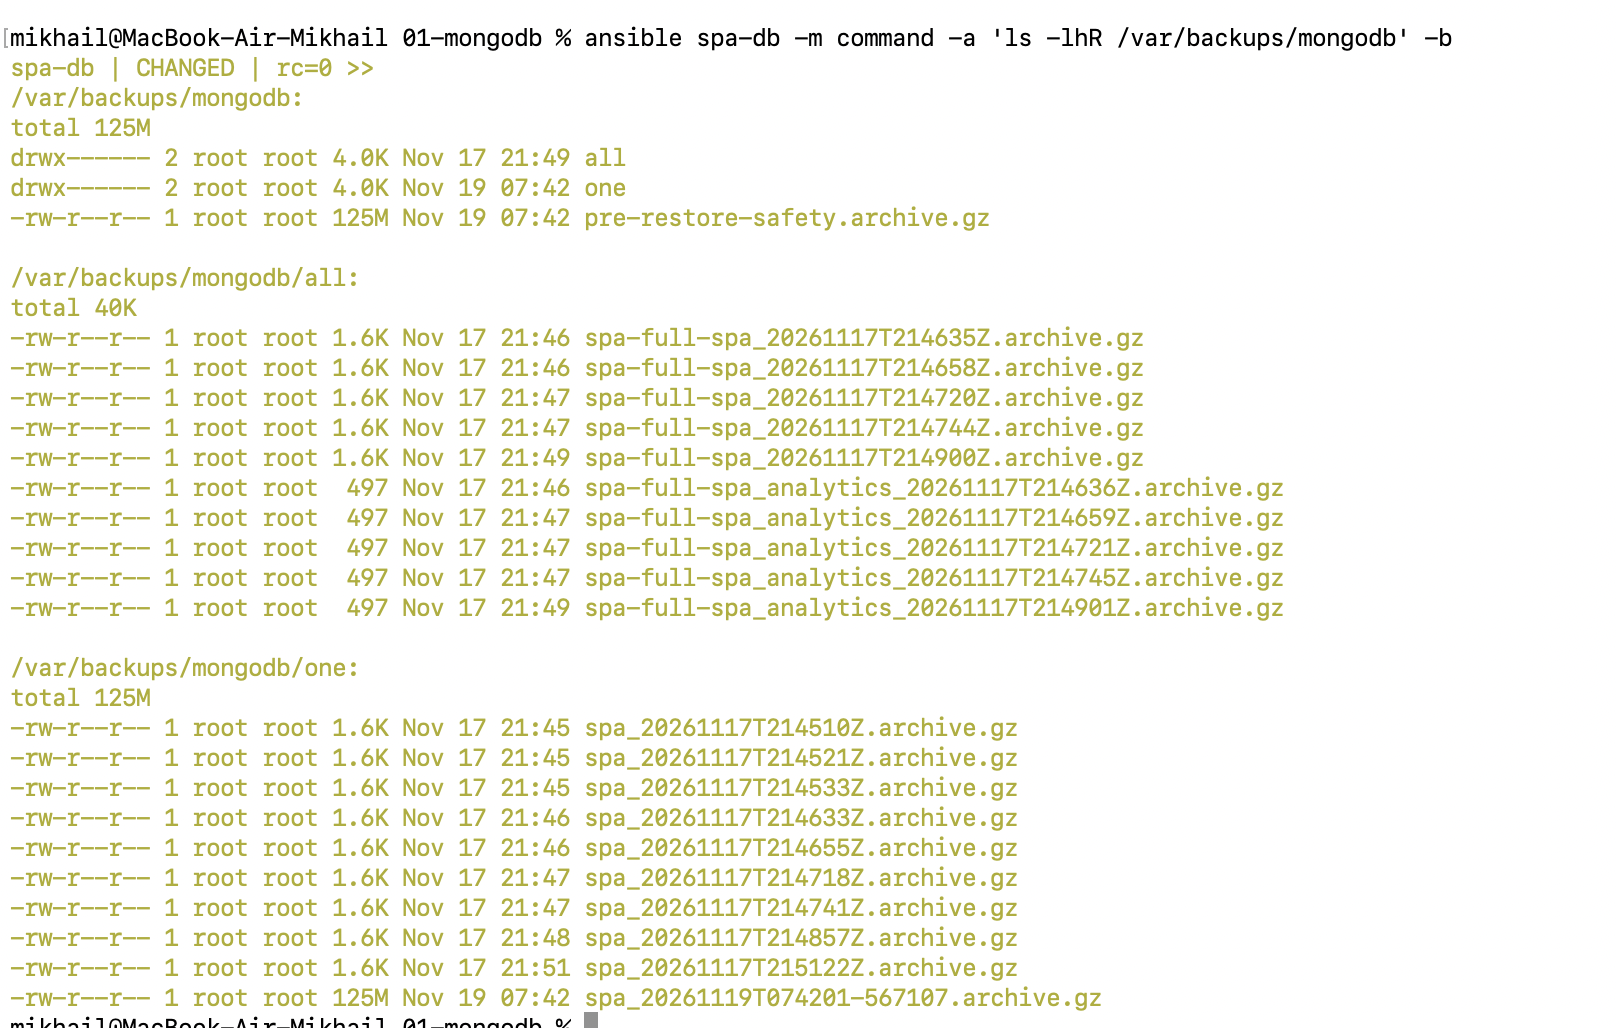 [mikhail@MacBook-Air-Mikhail 01-mongodb % ansible spa-db -m command -a 'ls -lhR /var/backups/mongodb' -b
spa-db | CHANGED | rc=0 >>
/var/backups/mongodb:
total 125M
drwx------ 2 root root 4.0K Nov 17 21:49 all
drwx------ 2 root root 4.0K Nov 19 07:42 one
-rw-r--r-- 1 root root 125M Nov 19 07:42 pre-restore-safety.archive.gz

/var/backups/mongodb/all:
total 40K
-rw-r--r-- 1 root root 1.6K Nov 17 21:46 spa-full-spa_20261117T214635Z.archive.gz
-rw-r--r-- 1 root root 1.6K Nov 17 21:46 spa-full-spa_20261117T214658Z.archive.gz
-rw-r--r-- 1 root root 1.6K Nov 17 21:47 spa-full-spa_20261117T214720Z.archive.gz
-rw-r--r-- 1 root root 1.6K Nov 17 21:47 spa-full-spa_20261117T214744Z.archive.gz
-rw-r--r-- 1 root root 1.6K Nov 17 21:49 spa-full-spa_20261117T214900Z.archive.gz
-rw-r--r-- 1 root root  497 Nov 17 21:46 spa-full-spa_analytics_20261117T214636Z.archive.gz
-rw-r--r-- 1 root root  497 Nov 17 21:47 spa-full-spa_analytics_20261117T214659Z.archive.gz
-rw-r--r-- 1 root root  497 Nov 17 21:47 spa-full-spa_analytics_20261117T214721Z.archive.gz
-rw-r--r-- 1 root root  497 Nov 17 21:47 spa-full-spa_analytics_20261117T214745Z.archive.gz
-rw-r--r-- 1 root root  497 Nov 17 21:49 spa-full-spa_analytics_20261117T214901Z.archive.gz

/var/backups/mongodb/one:
total 125M
-rw-r--r-- 1 root root 1.6K Nov 17 21:45 spa_20261117T214510Z.archive.gz
-rw-r--r-- 1 root root 1.6K Nov 17 21:45 spa_20261117T214521Z.archive.gz
-rw-r--r-- 1 root root 1.6K Nov 17 21:45 spa_20261117T214533Z.archive.gz
-rw-r--r-- 1 root root 1.6K Nov 17 21:46 spa_20261117T214633Z.archive.gz
-rw-r--r-- 1 root root 1.6K Nov 17 21:46 spa_20261117T214655Z.archive.gz
-rw-r--r-- 1 root root 1.6K Nov 17 21:47 spa_20261117T214718Z.archive.gz
-rw-r--r-- 1 root root 1.6K Nov 17 21:47 spa_20261117T214741Z.archive.gz
-rw-r--r-- 1 root root 1.6K Nov 17 21:48 spa_20261117T214857Z.archive.gz
-rw-r--r-- 1 root root 1.6K Nov 17 21:51 spa_20261117T215122Z.archive.gz
-rw-r--r-- 1 root root 125M Nov 19 07:42 spa_20261119T074201-567107.archive.gz
mikhail@MacBook-Air-Mikhail 01-mongodb %